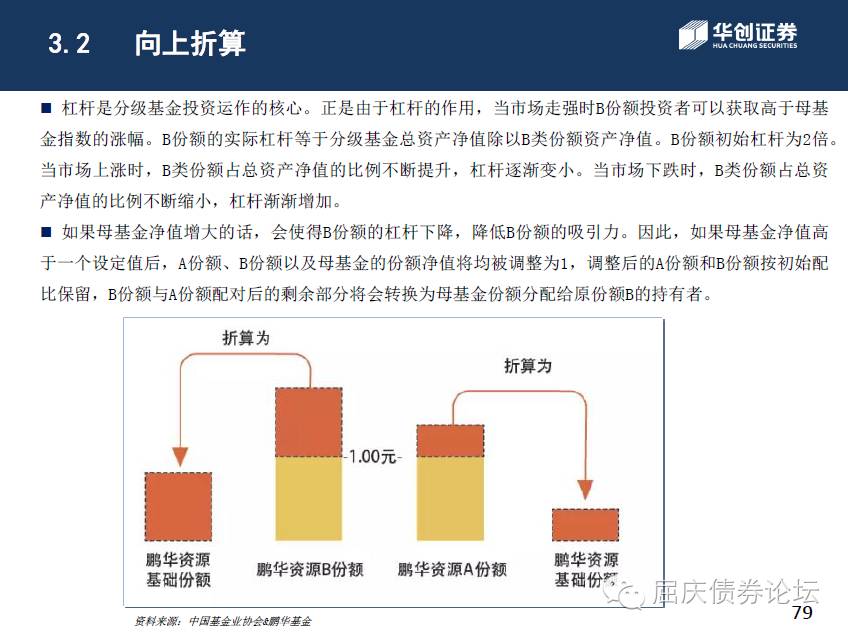 3.2 向上折算
华创证券
HUA CHUANG SECURITIES
■ 杠杆是分级基金投资运作的核心。正是由于杠杆的作用，当市场走强时B份额投资者可以获取高于母基
金指数的涨幅。B份额的实际杠杆等于分级基金总资产净值除以B类份额资产净值。B份额初始杠杆为2倍。
当市场上涨时，B类份额占总资产净值的比例不断提升，杠杆逐渐变小。当市场下跌时，B类份额占总资
产净值的比例不断缩小，杠杆渐渐增加。
■ 如果母基金净值增大的话，会使得B份额的杠杆下降，降低B份额的吸引力。因此，如果母基金净值高
于一个设定值后，A份额、B份额以及母基金的份额净值将均被调整为1，调整后的A份额和B份额按初始配
比保留，B份额与A份额配对后的剩余部分将会转换为母基金份额分配给原份额B的持有者。
折算为
折算为
-1.00元-
鹏华资源
基础份额
鹏华资源B份额
鹏华资源A份额
鹏华资源
基础份额
屈庆债券论坛
79
资料来源：中国基金业协会&鹏华基金